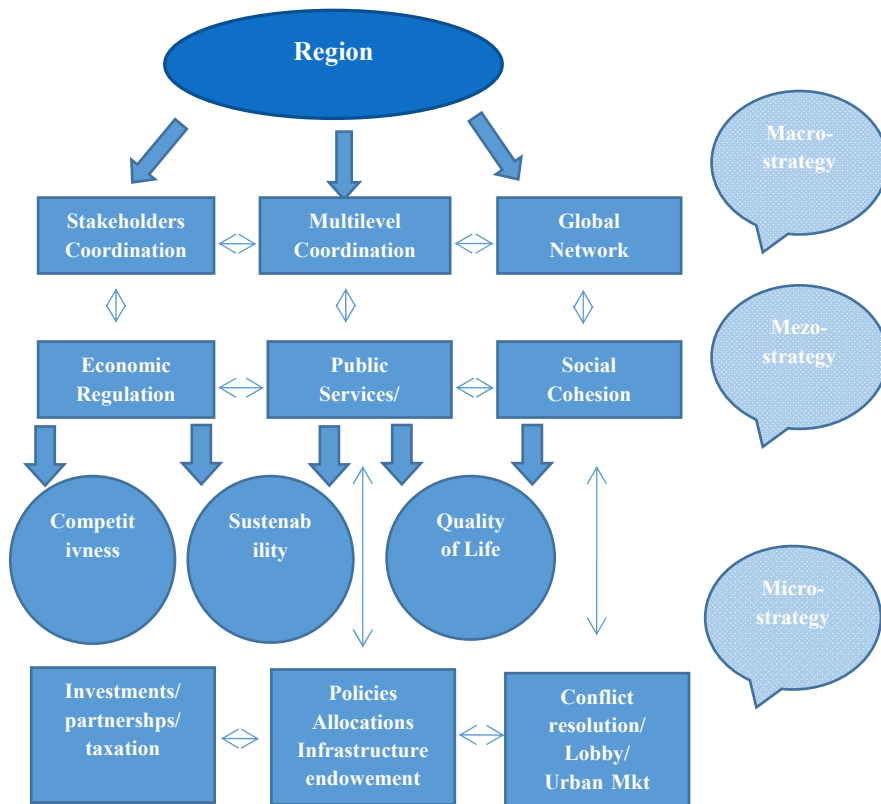 Region
Macro-
strategy
Stakeholders
Coordination
Multilevel
Coordination
Global
Network
Mezo-
strategy
Economic
Regulation
Public
Services/
Social
Cohesion
Competit
ivness
Sustenab
ility
Quality
of Life
Micro-
strategy
Investments/
partnershps/
taxation
Policies
Allocations
Infrastructure
endowement
Conflict
resolution/
Lobby/
Urban Mkt